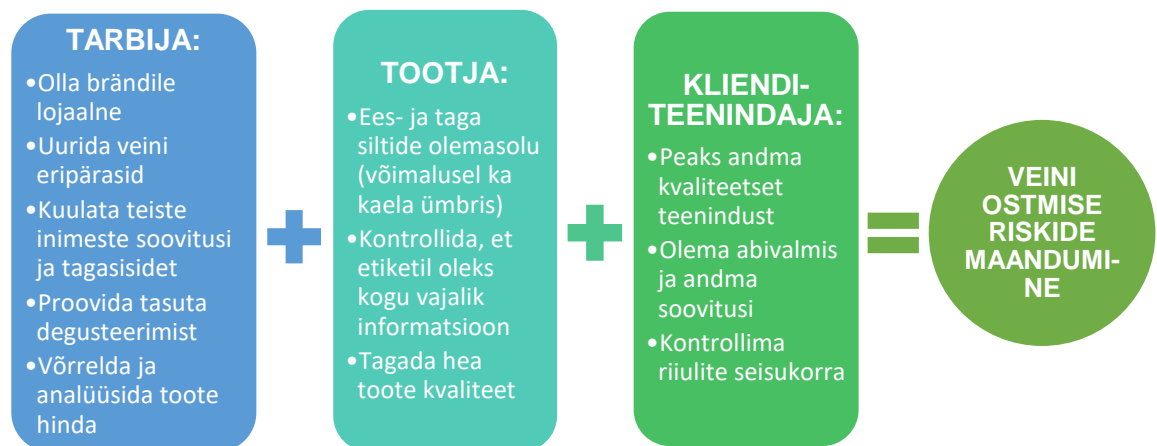 TARBIJA:
•Olla brändile
lojaalne
•Uurida veini
eripärasid
•Kuulata teiste
inimeste soovitusi
ja tagasisidet
•Proovida tasuta
degusteerimist
•Võrrelda ja
analüüsida toote
hinda
TOOTJA:
•Ees- ja taga
siltide olemasolu
(võimalusel ka
kaela ümbris)
•Kontrollida, et
etiketil oleks
kogu vajalik
informatsioon
•Tagada hea
toote kvaliteet
KLIENDI-
TEENINDAJA:
•Peaks andma
kvaliteetset
teenindust
•Olema abivalmis
ja andma
soovitusi
•Kontrollima
riiulite seisukorra
VEINI
OSTMISE
RISKIDE
MAANDUMI-
NE